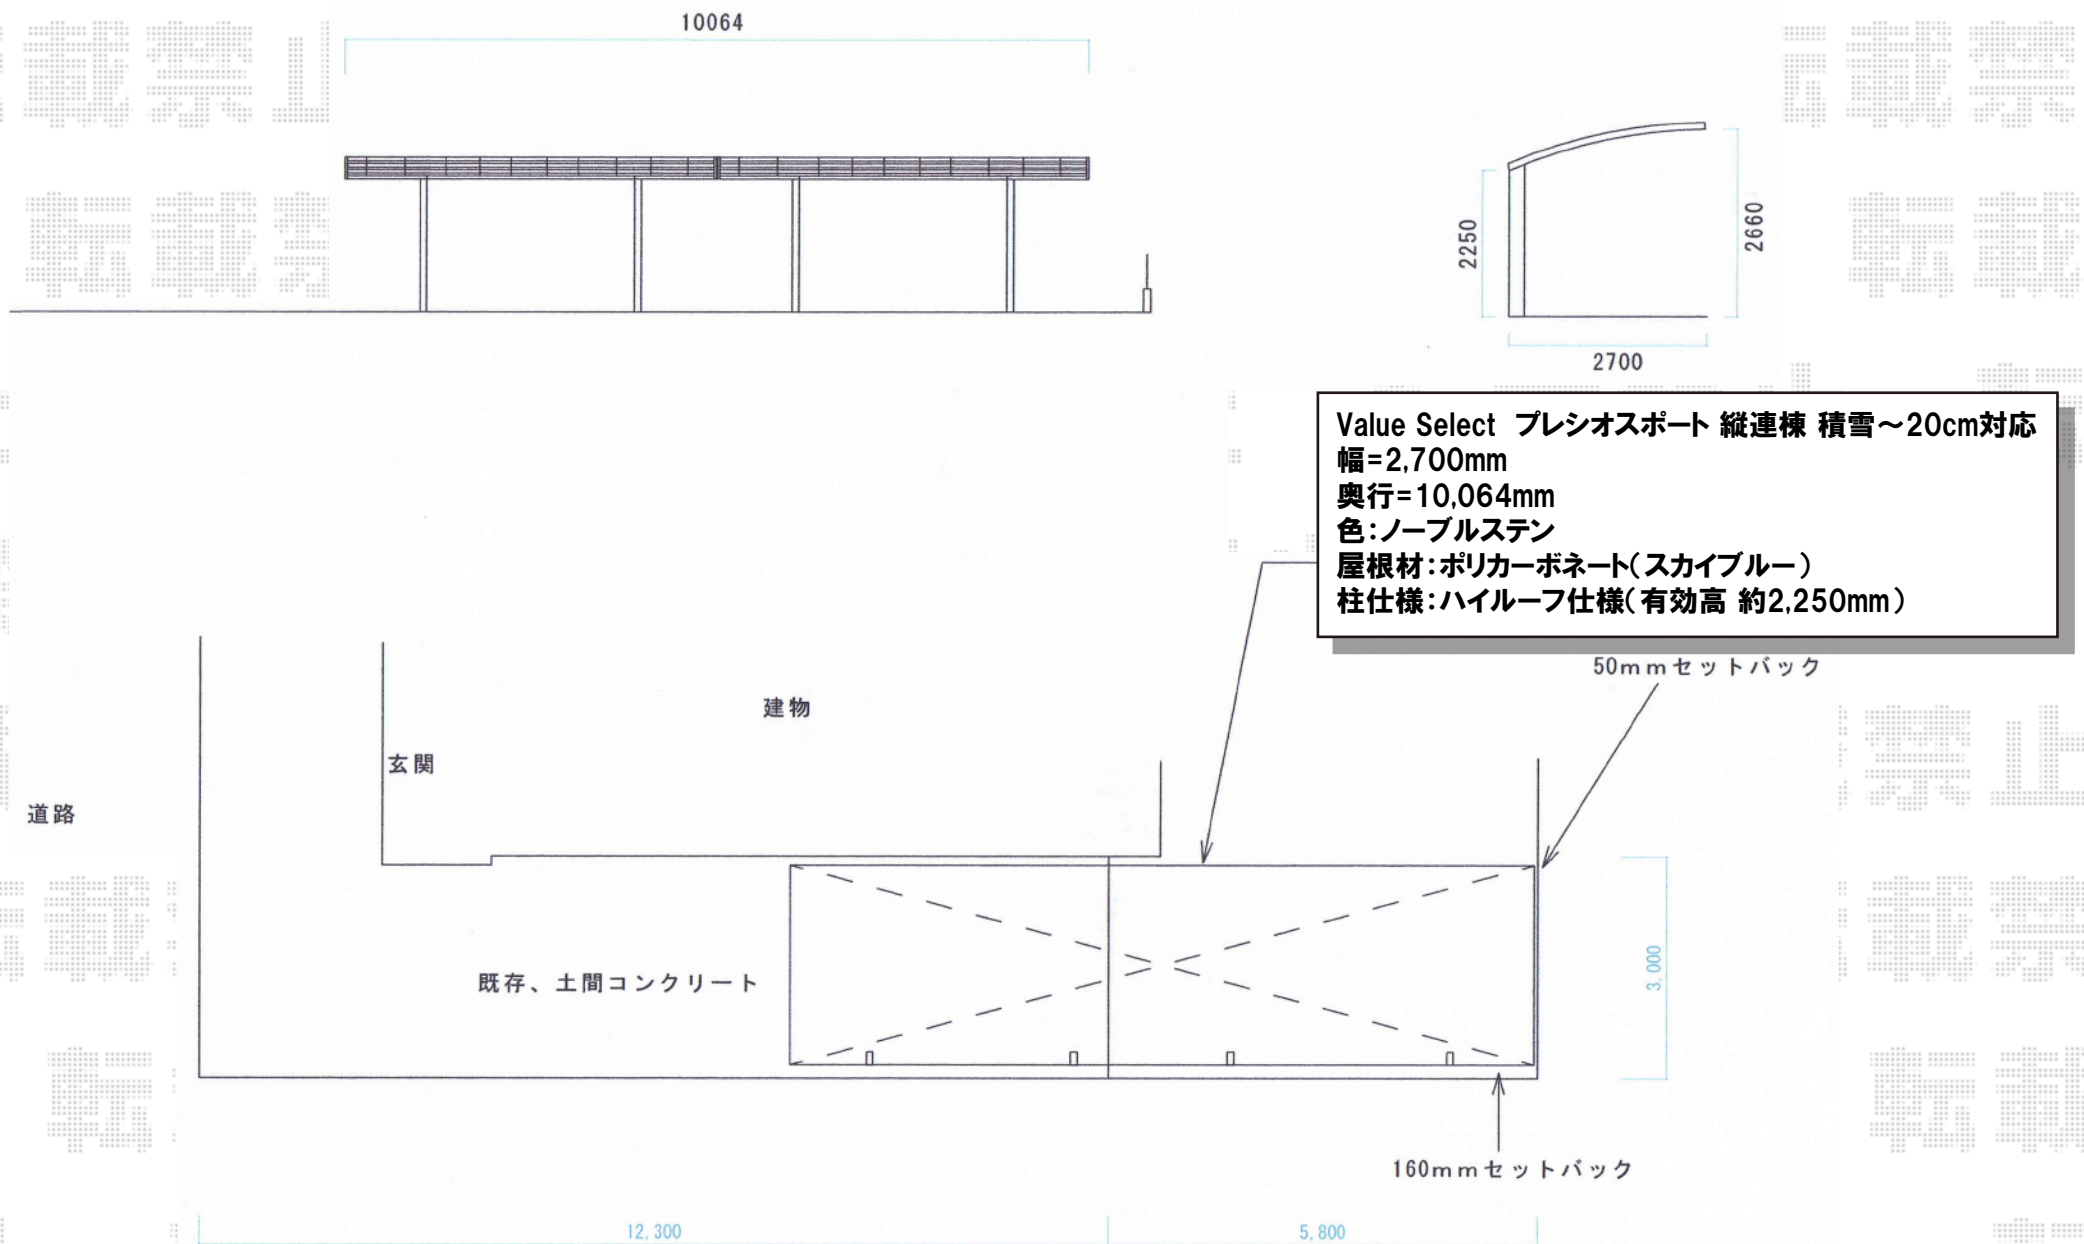 10064
2250
2660
2700
Value Select プレシオスポート 縦連棟 積雪～20cm対応
幅=2,700mm
奥行=10,064mm
色：ノーブルステン
屋根材：ポリカーボネート（スカイブルー）
柱仕様：ハイルーフ仕様（有効高 約2,250mm）
50mmセットバック
建物
玄関
道路
既存、土間コンクリート
3,000
160mmセットバック
12,300
5,800
転載禁止